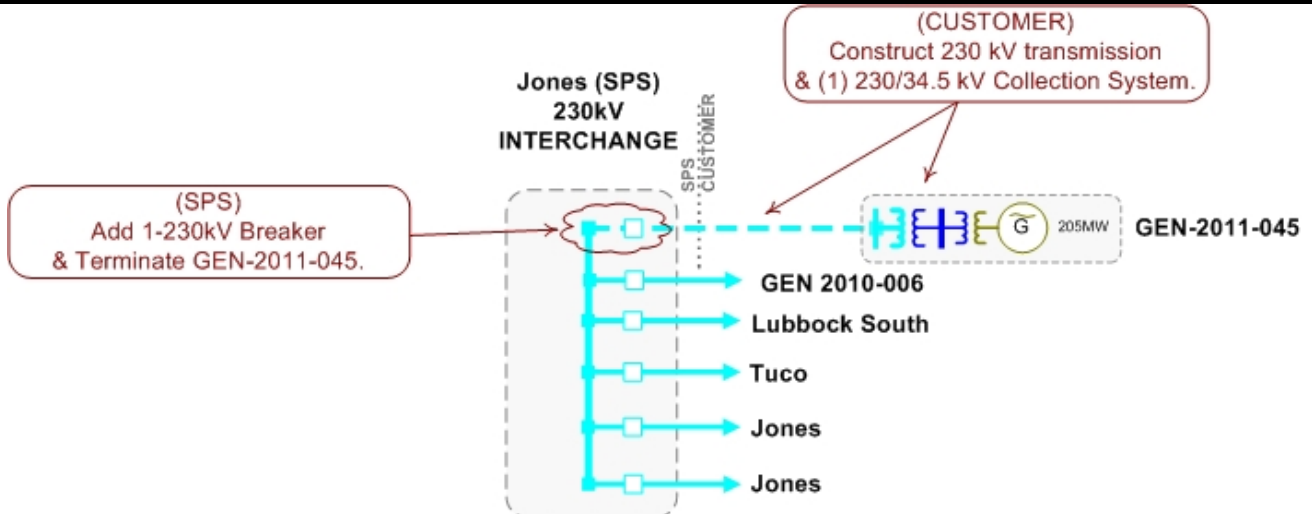 (CUSTOMER)
Construct 230 kV transmission
& (1) 230/34.5 kV Collection System.
Jones (SPS)
230kV
INTERCHANGE
SPS
CUSTOMER
(SPS)
Add 1-230kV Breaker
& Terminate GEN-2011-045.
G
205MW
GEN-2011-045
GEN 2010-006
Lubbock South
Tuco
Jones
Jones